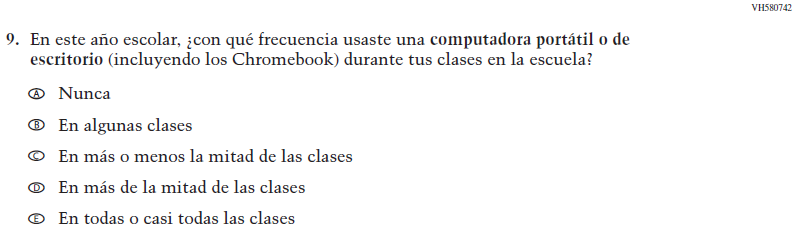 VH580742
9. En este año escolar, ¿con qué frecuencia usaste una computadora portátil o de
escritorio (incluyendo los Chromebook) durante tus clases en la escuela?
A Nunca
B En algunas clases
C En más o menos la mitad de las clases
D En más de la mitad de las clases
E En todas o casi todas las clases